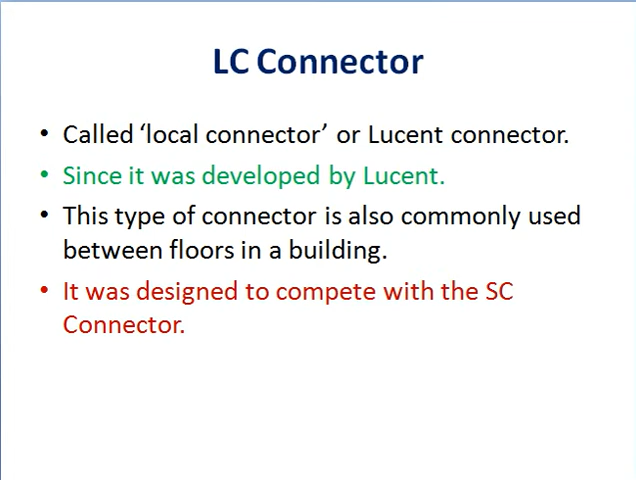 LC Connector
• Called ‘local connector’ or Lucent connector.
• Since it was developed by Lucent.
• This type of connector is also commonly used
between floors in a building.
• It was designed to compete with the SC
Connector.